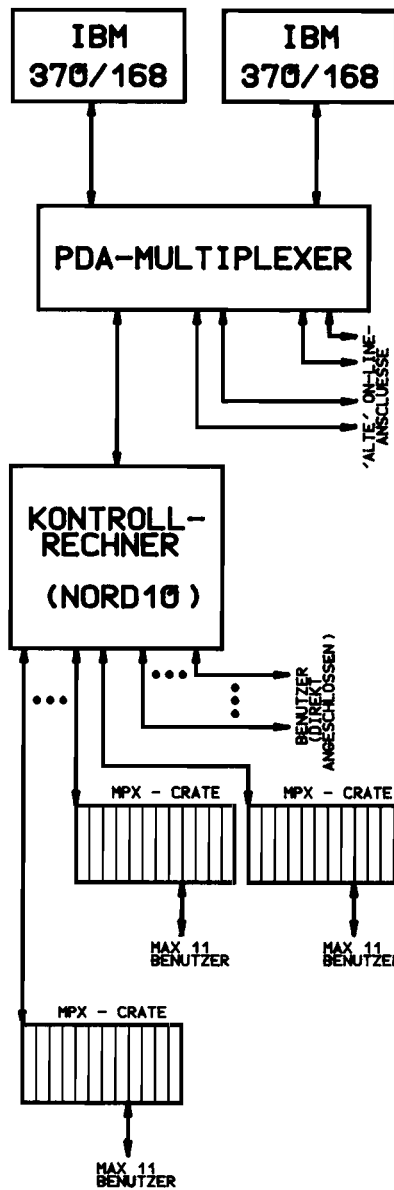 IBM
370/168
IBM
370/168
PDA-MULTIPLEXER
'ALTE' ON-LINE-
ANSCLUESSE
KONTROLL-
RECHNER
(NORD10)
BENUTZER
(DIREKT
ANGESCHLOSSEN)
MPX - CRATE
MPX - CRATE
MAX 11
BENUTZER
MAX 11
BENUTZER
MPX - CRATE
MAX 11
BENUTZER